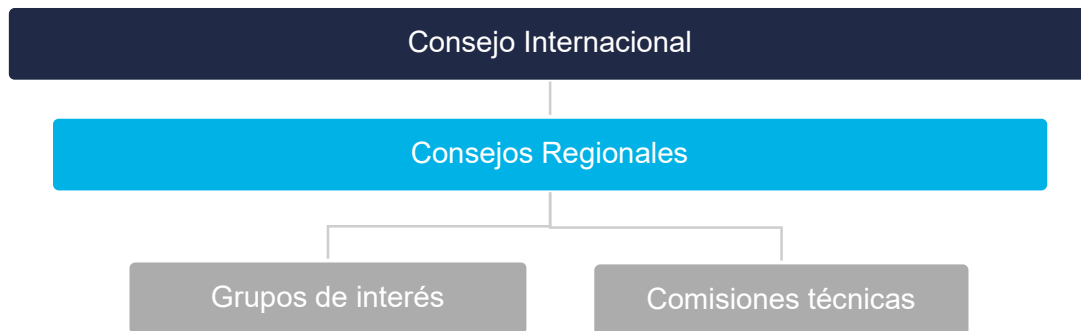 Consejo Internacional
Consejos Regionales
Grupos de interés
Comisiones técnicas